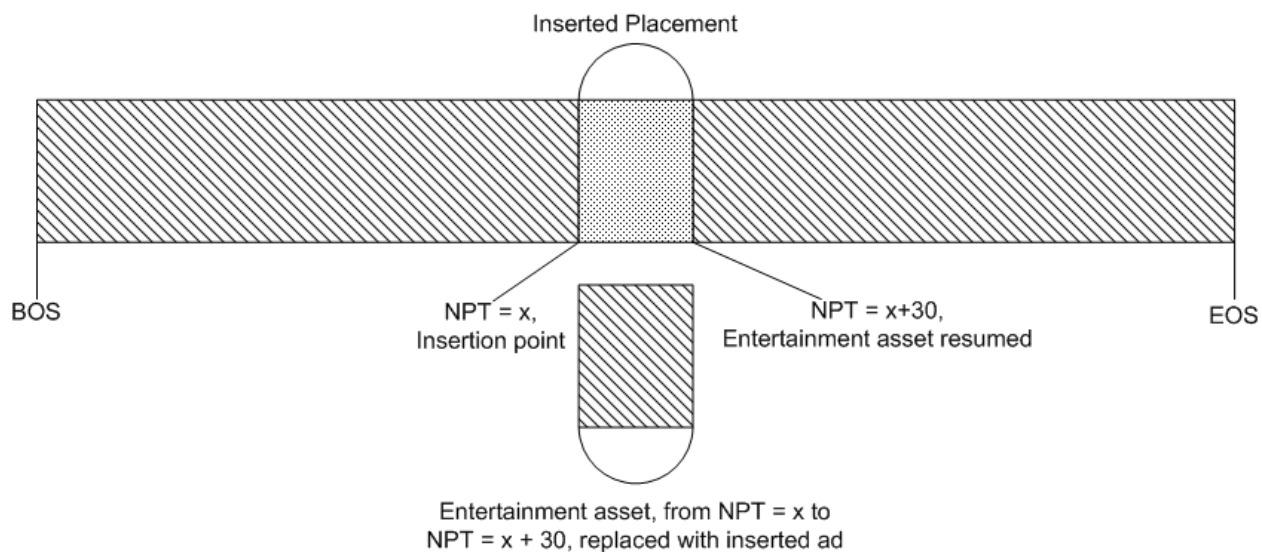 Inserted Placement
BOS
NPT = x,
Insertion point
NPT = x+30,
Entertainment asset resumed
EOS
Entertainment asset, from NPT = x to
NPT = x + 30, replaced with inserted ad